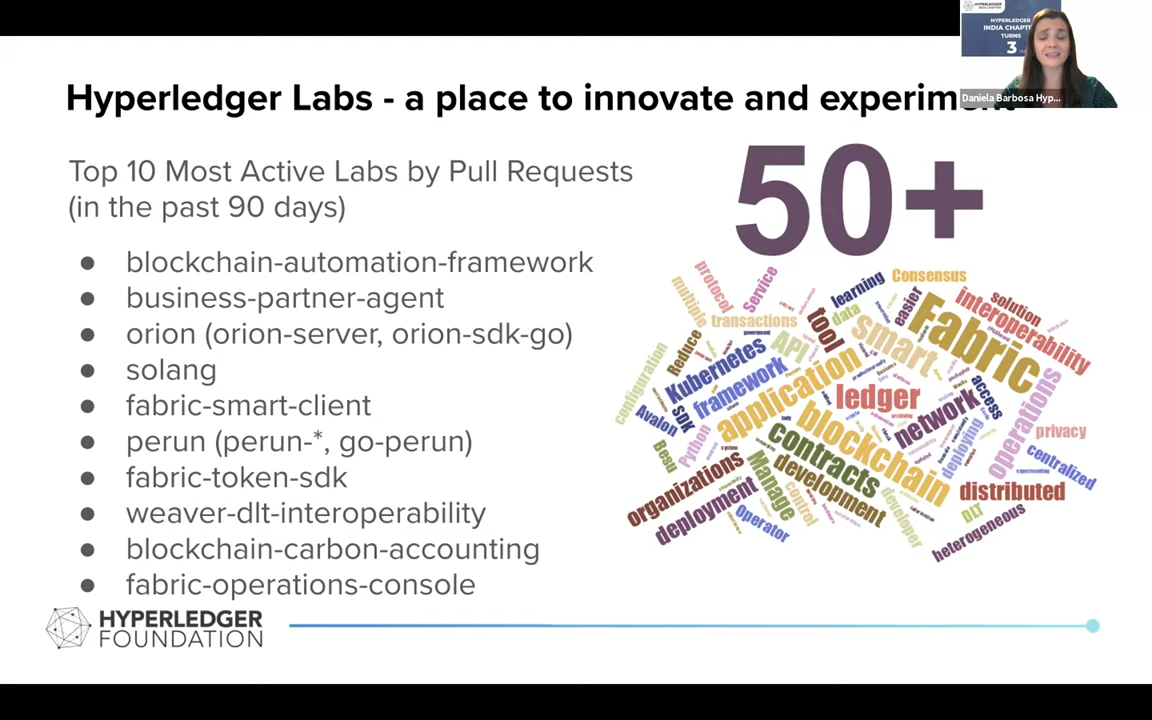 HYPERLEDGER
INDIA CHAPTER
HYPERLEDGER
INDIA CHAPT
TURNS
3
Daniela Barbosa Hyp...
Hyperledger Labs - a place to innovate and experiment
Top 10 Most Active Labs by Pull Requests
(in the past 90 days)
● blockchain-automation-framework
● business-partner-agent
● orion (orion-server, orion-sdk-go)
● solang
● fabric-smart-client
● perun (perun-*, go-perun)
● fabric-token-sdk
● weaver-dlt-interoperability
● blockchain-carbon-accounting
● fabric-operations-console
50+
protocol
Service
multiple
transactions
learning
Consensus
data
easier
interoperability
solution
Fabric
tool
smart
API
Reduce
Kubernetes
framework
configuration
application
ledger
access
network
operations
Avalon
SDK
Python
Besu
blockchain
contracts
deploying
privacy
centralized
organizations
Manage
development
control
developer
distributed
DLT
deployment
Operator
heterogeneous
HYPERLEDGER
FOUNDATION